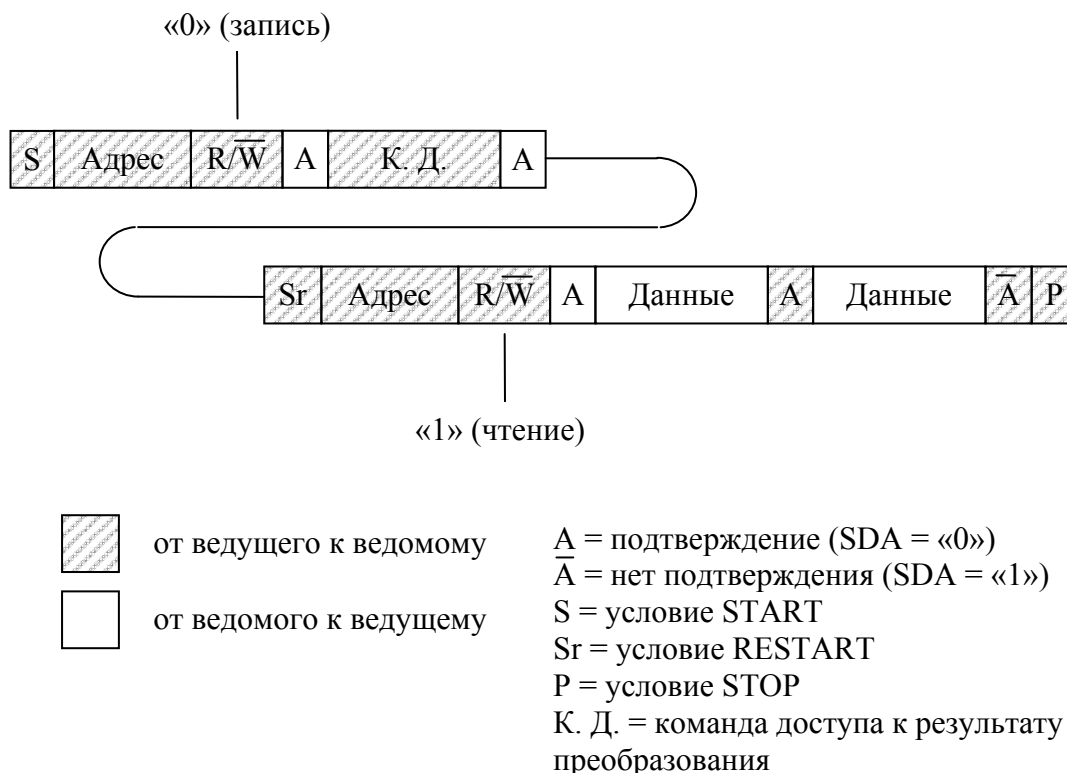 «0» (запись)
S Адрес R/W̅ A К. Д. A
Sr Адрес R/W̅ A Данные A Данные A̅ P
«1» (чтение)
от ведущего к ведомому
от ведомого к ведущему
A = подтверждение (SDA = «0»)
A̅ = нет подтверждения (SDA = «1»)
S = условие START
Sr = условие RESTART
P = условие STOP
К. Д. = команда доступа к результату
преобразования